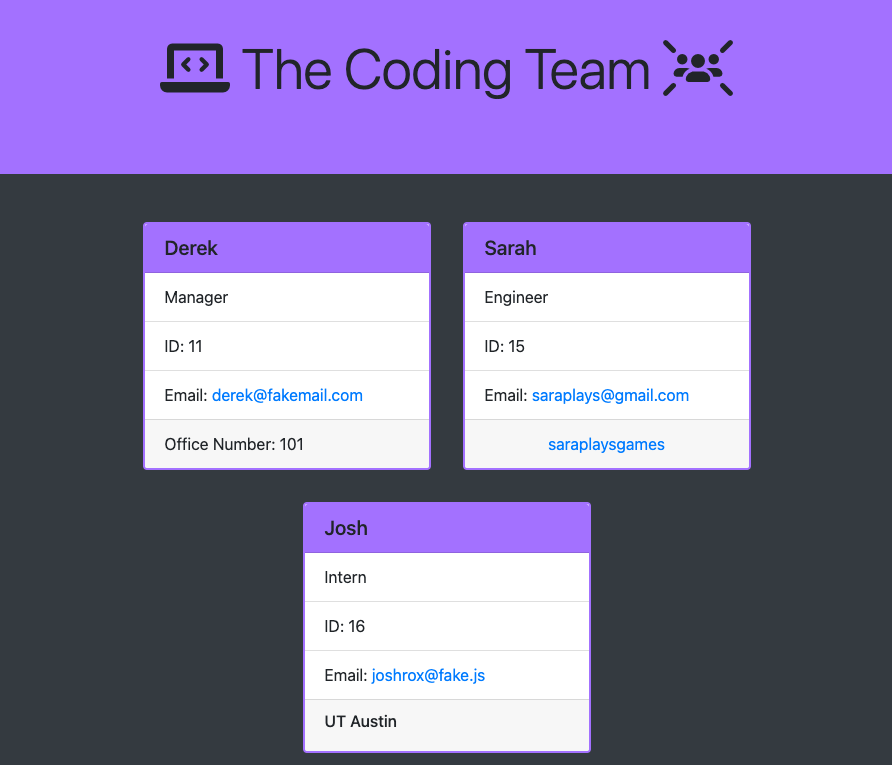 The Coding Team
Derek
Manager
ID: 11
Email: derek@fakemail.com
Office Number: 101
Sarah
Engineer
ID: 15
Email: saraplays@gmail.com
saraplaysgames
Josh
Intern
ID: 16
Email: joshrox@fake.js
UT Austin